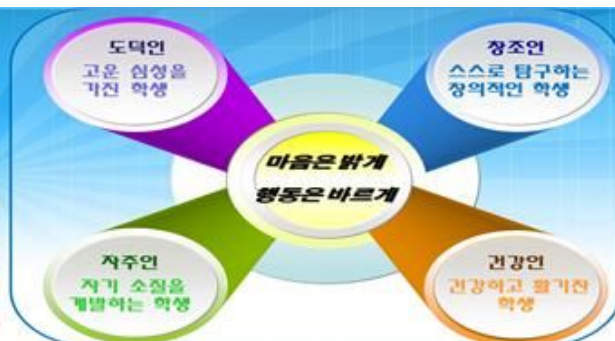 도덕인
고운 심성을
가진 학생
창조인
스스로 탐구하는
창의적인 학생
마음은 밝게
행동은 바르게
자주인
자기 소질을
개발하는 학생
건강인
건강하고 활기찬
학생